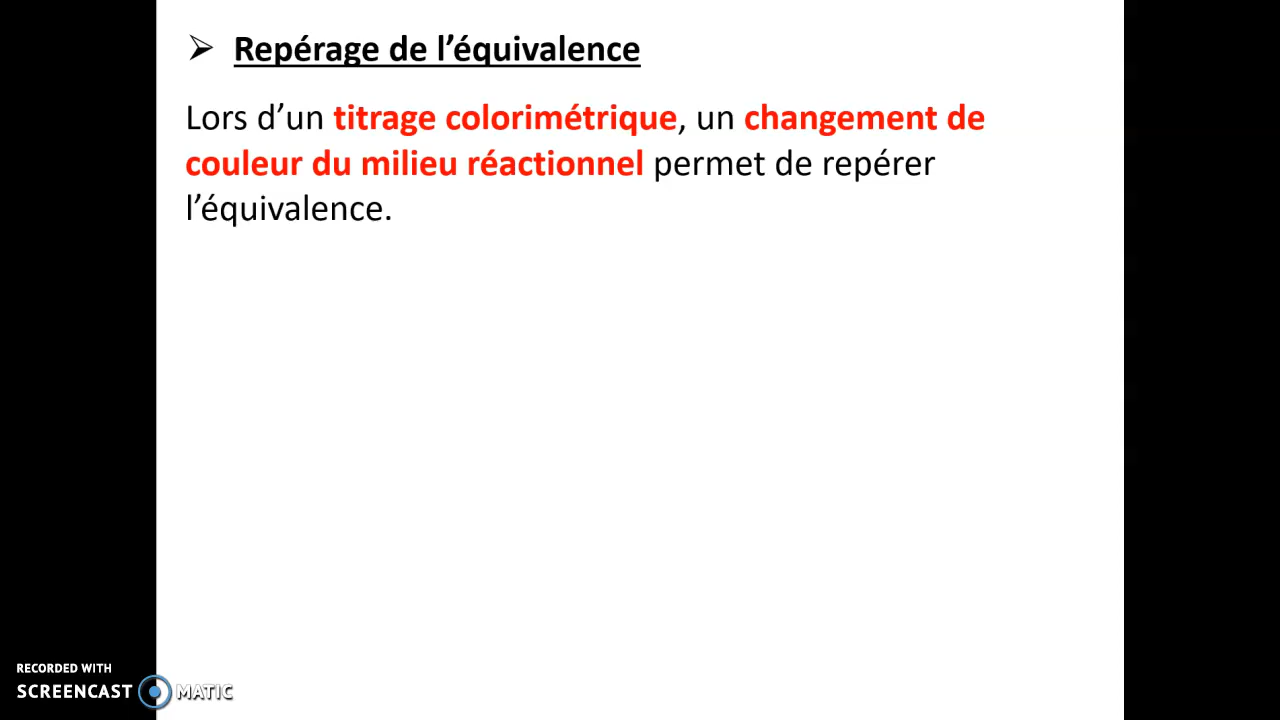 Repérage de l’équivalence
Lors d’un titrage colorimétrique, un changement de
couleur du milieu réactionnel permet de repérer
l’équivalence.
RECORDED WITH
SCREENCAST MATIC